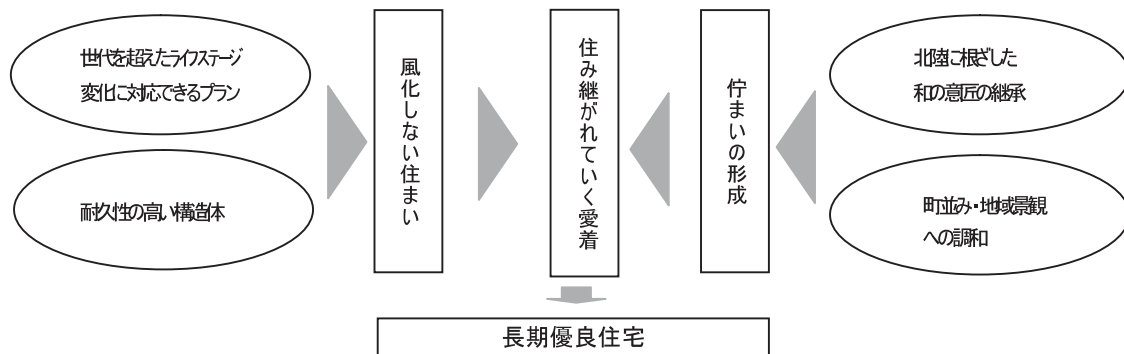 世代を超えたライフステージ
変化に対応できるプラン
耐久性の高い構造体
風化しない住まい
住み継がれていく愛着
佇まいの形成
北陸に根ざした
和の意匠の継承
町並み・地域景観
への調和
長期優良住宅